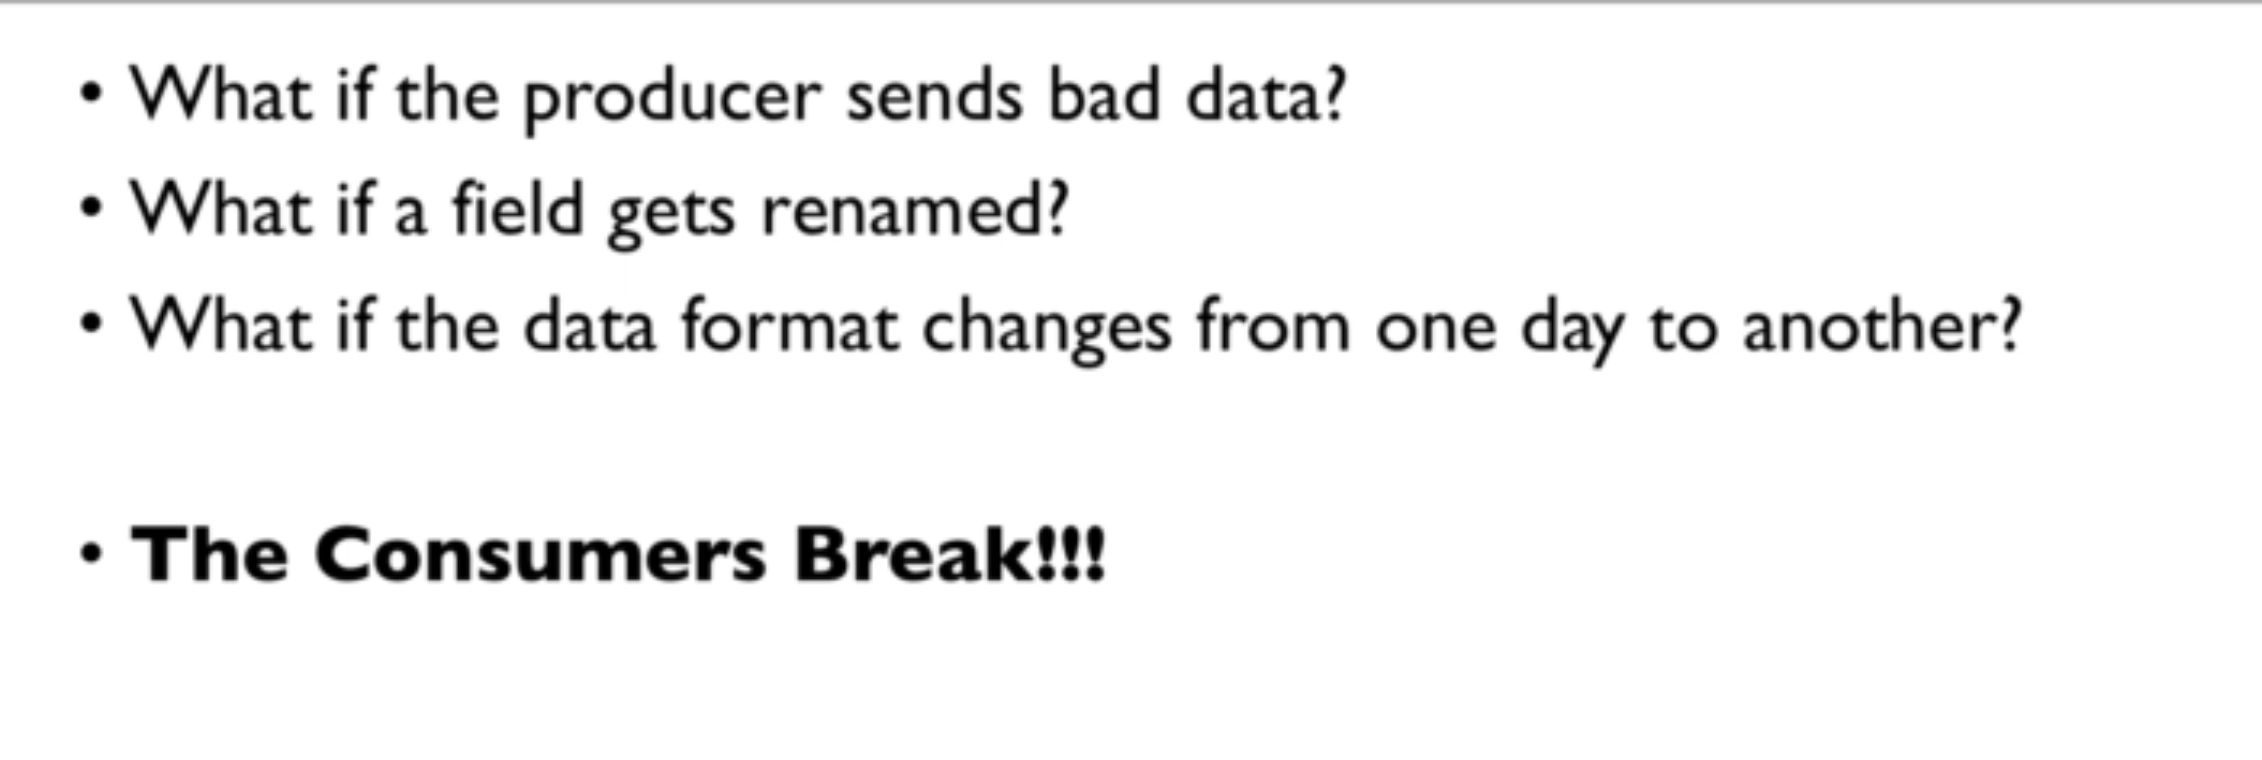 • What if the producer sends bad data?
• What if a field gets renamed?
• What if the data format changes from one day to another?
• The Consumers Break!!!